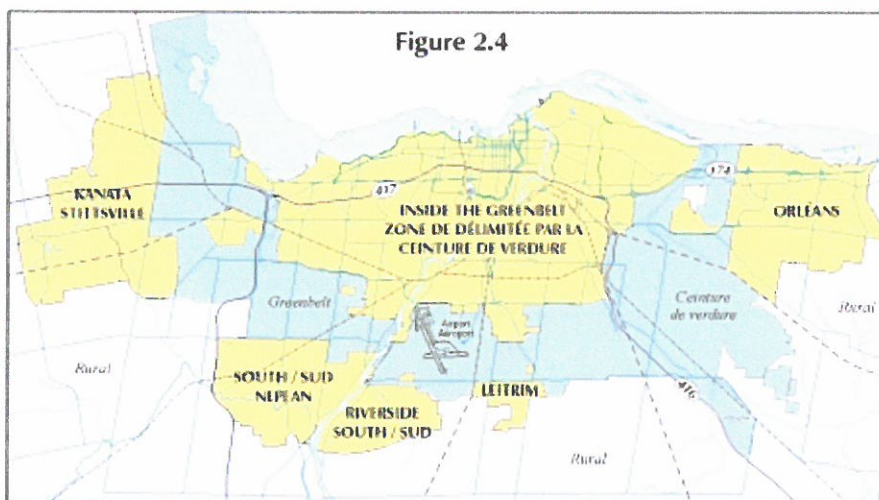 Figure 2.4
174
417
KANATA
STITTSVILLE
INSIDE THE GREENBELT
ZONE DE DÉLIMITÉE PAR LA
CEINTURE DE VERDURE
ORLÉANS
Greenbelt
Ceinture
de verdure
Rural
Airport
Aéroport
Rural
SOUTH / SUD
NEPEAN
LEITRIM
416
RIVERSIDE
SOUTH / SUD
Rural